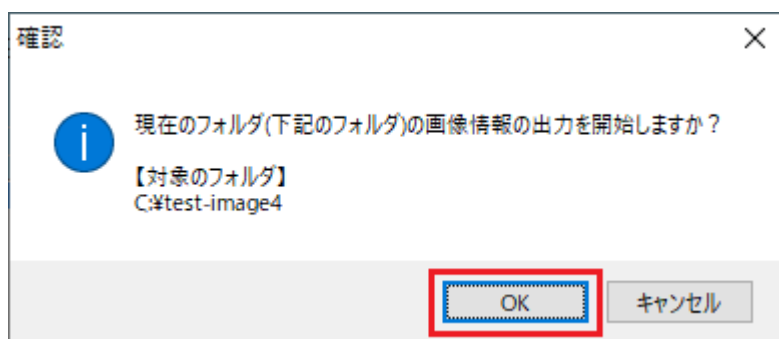 確認
現在のフォルダ(下記のフォルダ)の画像情報の出力を開始しますか？
【対象のフォルダ】
C:¥test-image4
OK
キャンセル